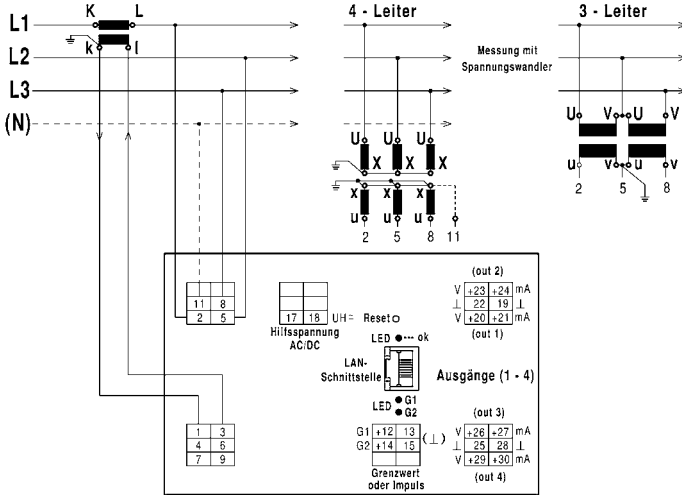 K L
4 - Leiter
3 - Leiter
L1
k l
L2
Messung mit
Spannungswandler
L3
(N)
U U U
X X X
x x x
u u u
2 5 8 11
U V U V
u v u v
2 5 8
(out 2)
V +23 +24 mA
⊥ 22 19 ⊥
V +20 +21 mA
(out 1)
11 8
2 5
17 18 UH≂
Hilfsspannung
AC/DC
Reset
LED ok
LAN-
Schnittstelle
Ausgänge (1 - 4)
LED G1
G2
(out 3)
1 3
4 6
7 9
G1 +12 13 (⊥)
G2 +14 15
Grenzwert
oder Impuls
V +26 +27 mA
⊥ 25 28 ⊥
V +29 +30 mA
(out 4)